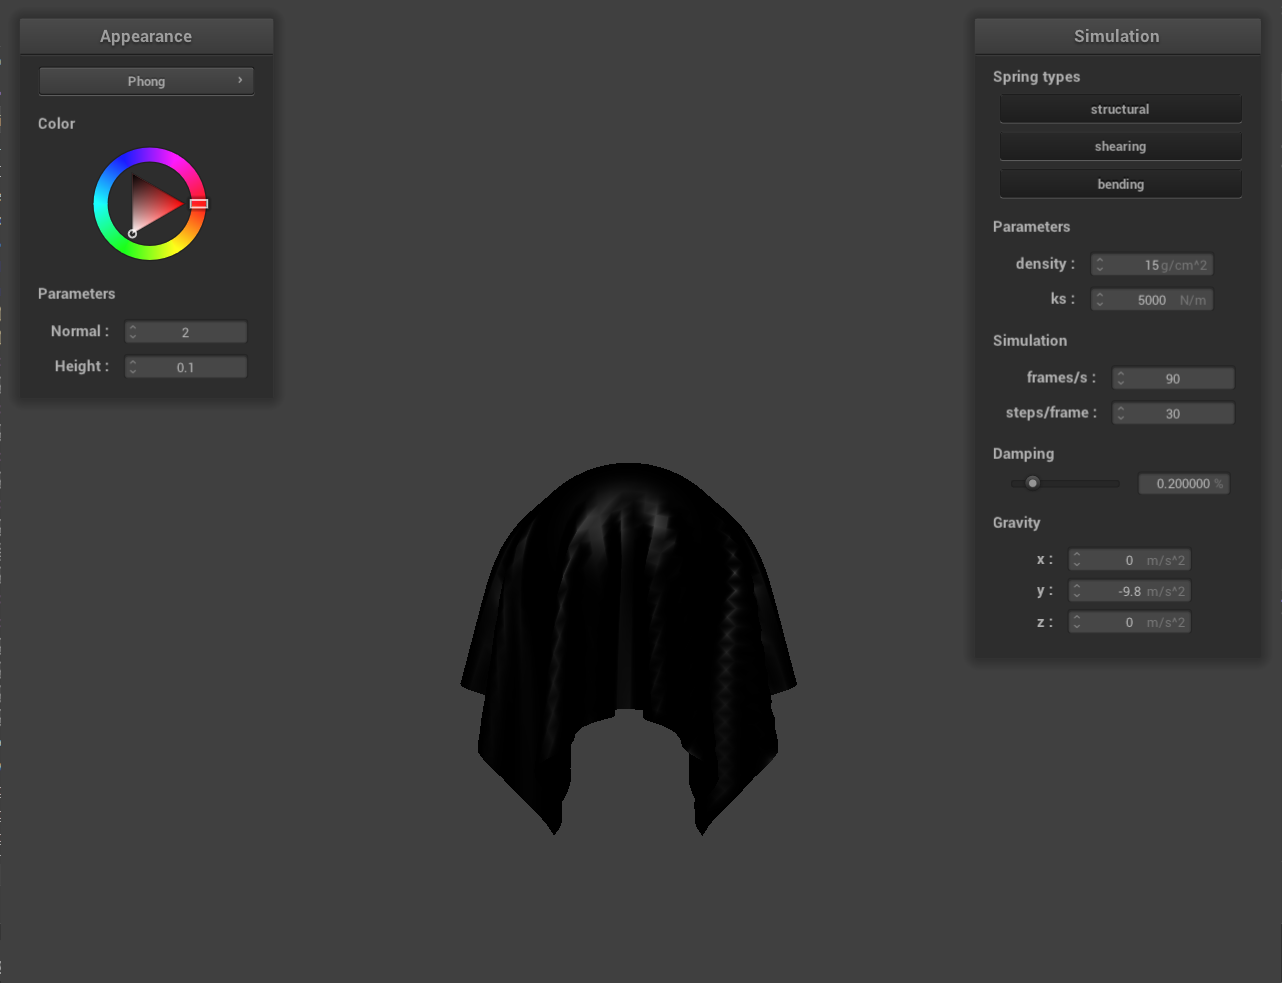 Appearance
Phong
Color
Parameters
Normal : 2
Height : 0.1
Simulation
Spring types
structural
shearing
bending
Parameters
density : 15 g/cm^2
ks : 5000 N/m
Simulation
frames/s : 90
steps/frame : 30
Damping
0.200000 %
Gravity
x : 0 m/s^2
y : -9.8 m/s^2
z : 0 m/s^2